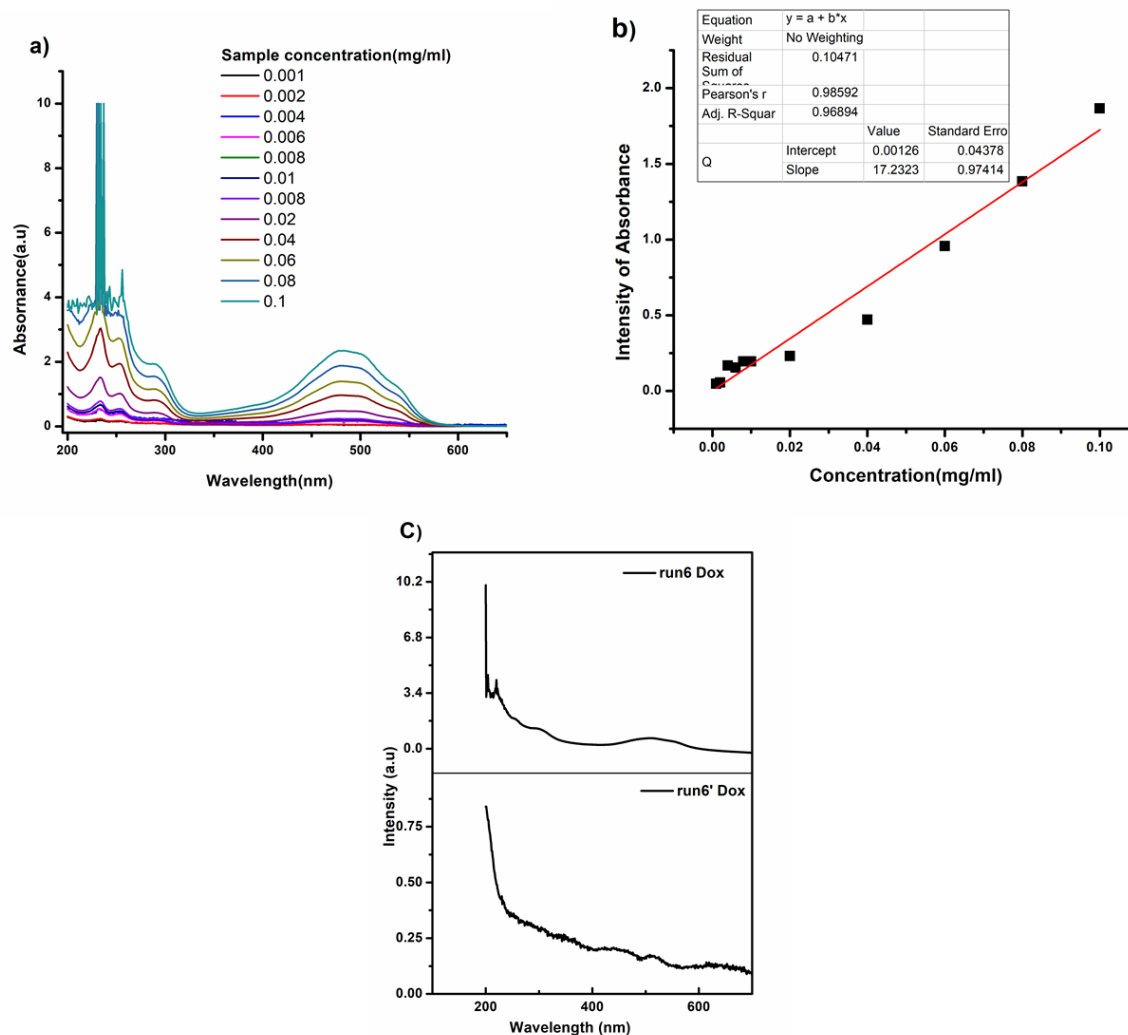 a)
Sample concentration(mg/ml)
0.001
0.002
0.004
0.006
0.008
0.01
0.008
0.02
0.04
0.06
0.08
0.1
10
8
6
4
2
0
Absornance(a.u)
200 300 400 500 600
Wavelength(nm)
b)
Equation y = a + b*x
Weight No Weighting
Residual 0.10471
Sum of
Pearson's r 0.98592
Adj. R-Squar 0.96894
Value Standard Erro
Q
Intercept 0.00126 0.04378
Slope 17.2323 0.97414
2.0
1.5
1.0
0.5
0.0
Intensity of Absorbance
0.00 0.02 0.04 0.06 0.08 0.10
Concentration(mg/ml)
C)
run6 Dox
10.2
6.8
3.4
0.0
Intensity (a.u)
run6' Dox
0.75
0.50
0.25
0.00
200 400 600
Wavelength (nm)